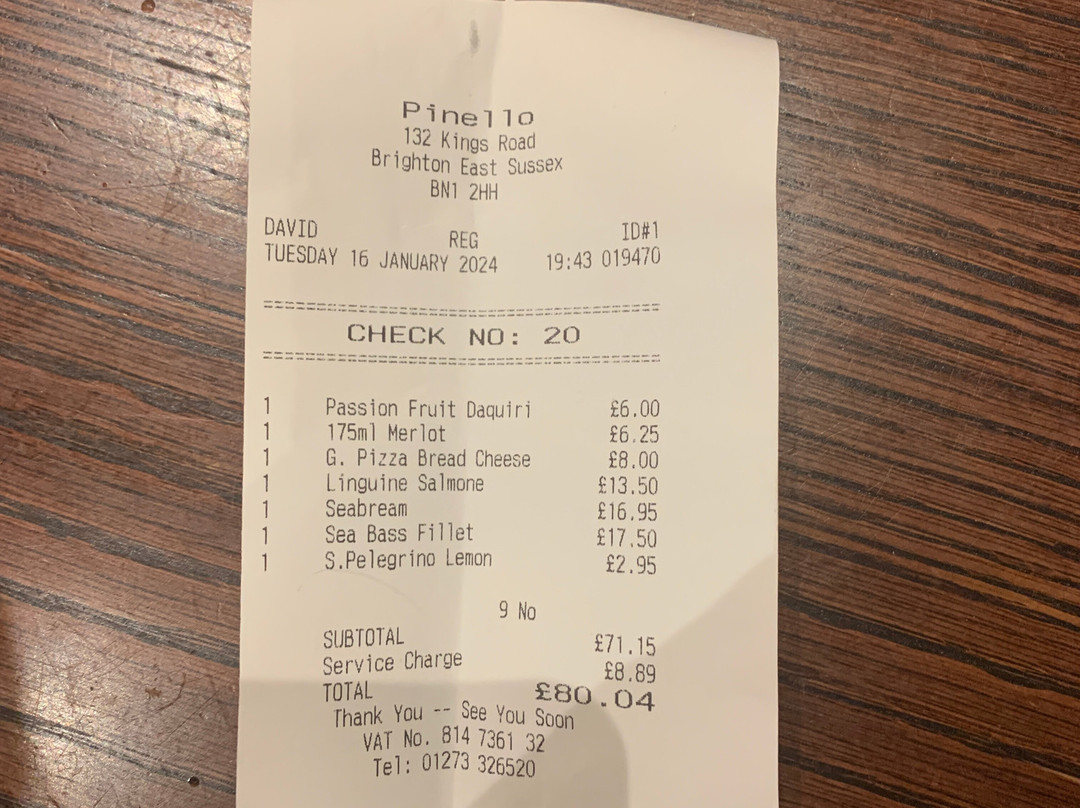 Pinello
132 Kings Road
Brighton East Sussex
BN1 2HH
DAVID REG ID#1
TUESDAY 16 JANUARY 2024 19:43 019470
CHECK NO: 20
1 Passion Fruit Daquiri £6.00
1 175ml Merlot £6.25
1 G. Pizza Bread Cheese £8.00
1 Linguine Salmone £13.50
1 Seabream £16.95
1 Sea Bass Fillet £17.50
1 S.Pelegrino Lemon £2.95
9 No
SUBTOTAL £71.15
Service Charge £8.89
TOTAL £80.04
Thank You -- See You Soon
VAT No. 814 7361 32
Tel: 01273 326520